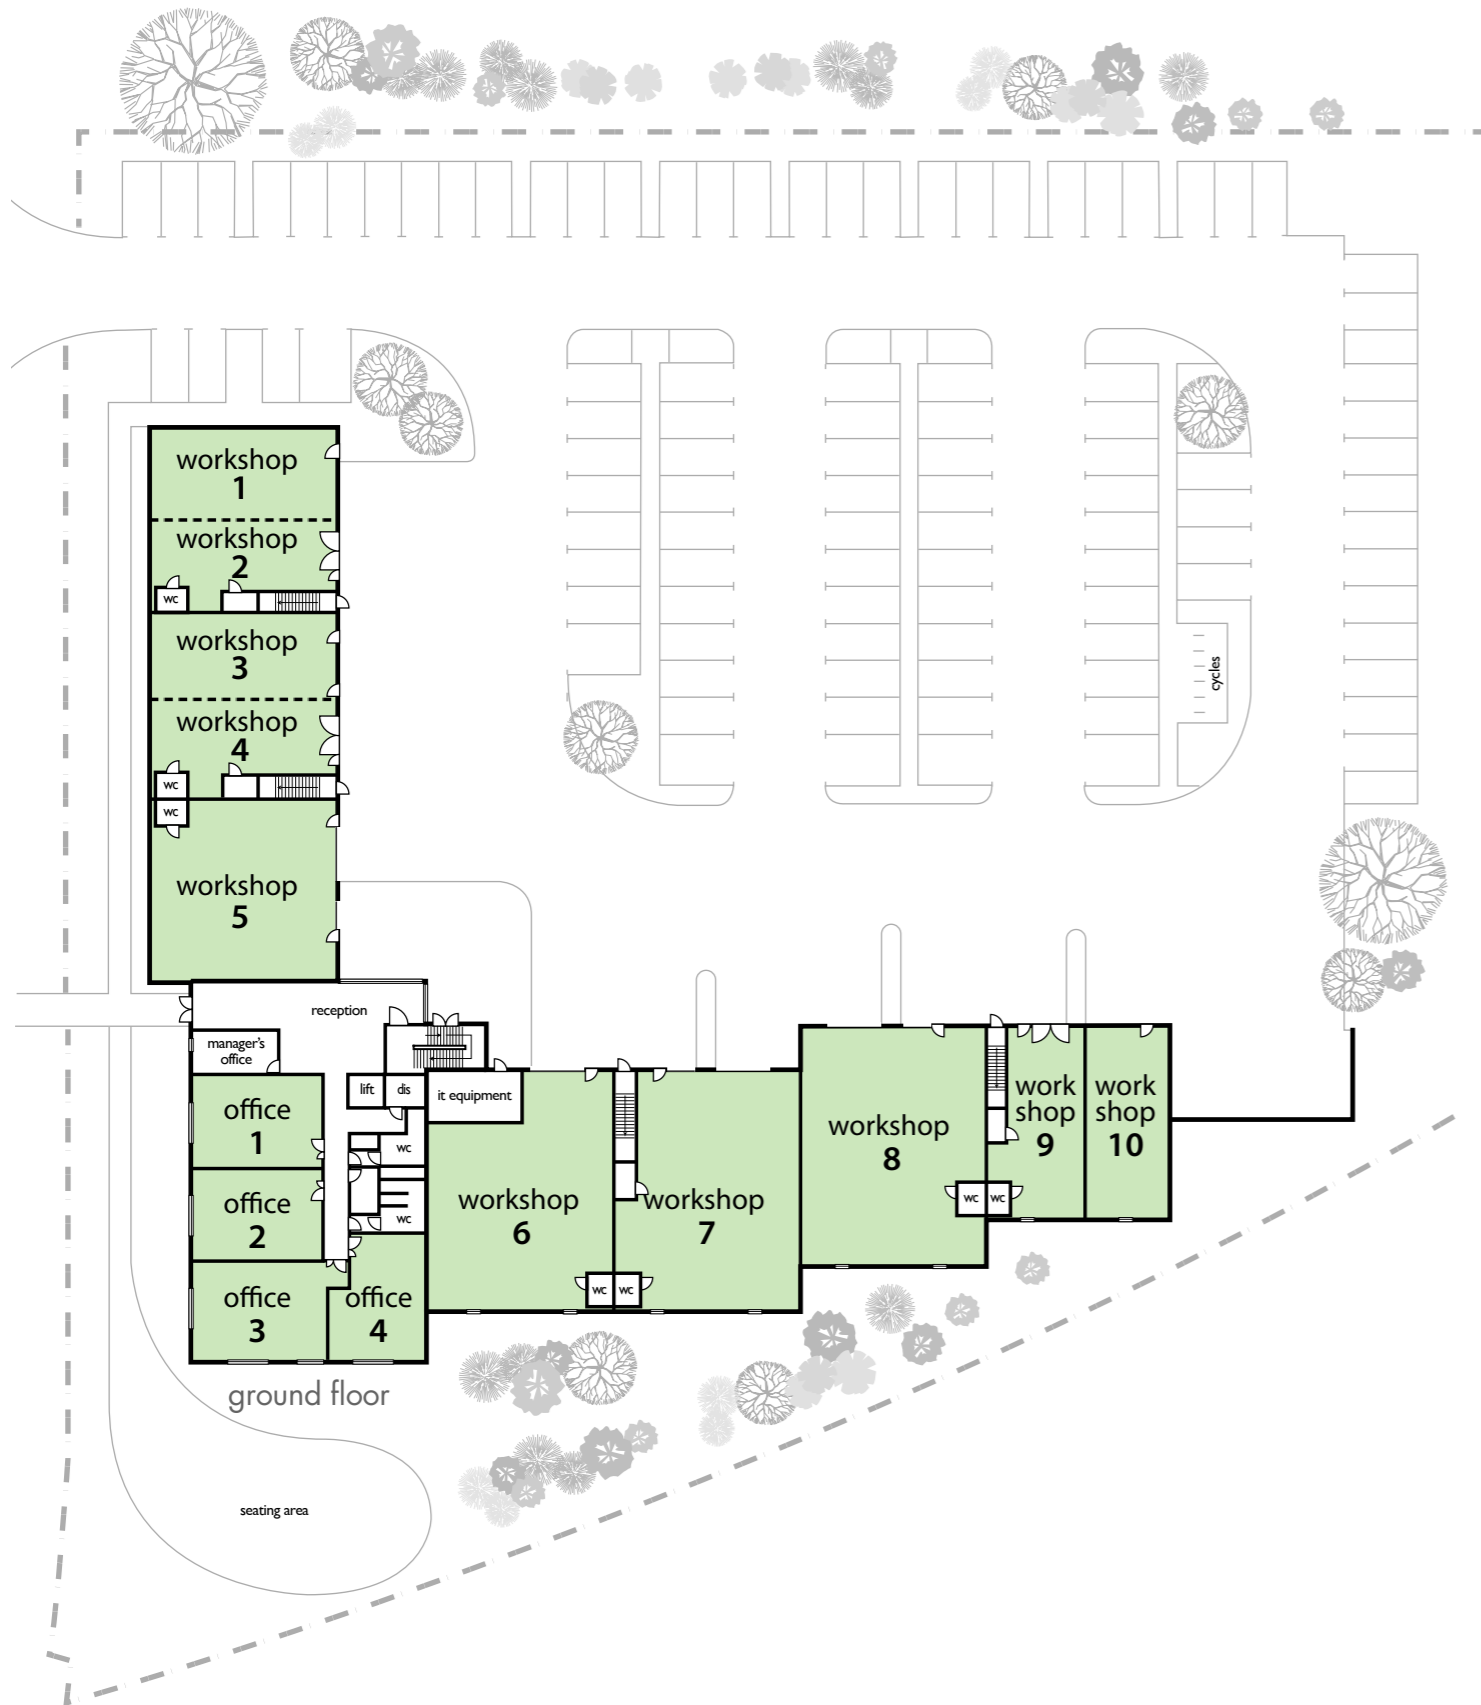 workshop
1
workshop
2
wc
workshop
3
workshop
4
wc
wc
workshop
5
cycles
reception
manager's
office
lift
dis
it equipment
office
1
wc
office
2
wc
office
3
office
4
workshop
6
wc
workshop
7
wc
workshop
8
wc
work
shop
9
wc
work
shop
10
ground floor
seating area